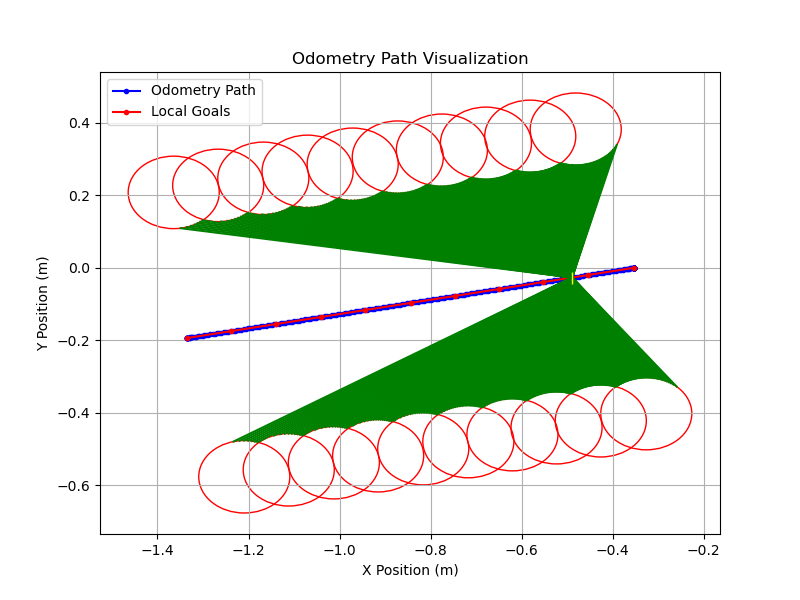 Odometry Path Visualization
Odometry Path
Local Goals
Y Position (m)
0.4
0.2
0.0
−0.2
−0.4
−0.6
−1.4 −1.2 −1.0 −0.8 −0.6 −0.4 −0.2
X Position (m)